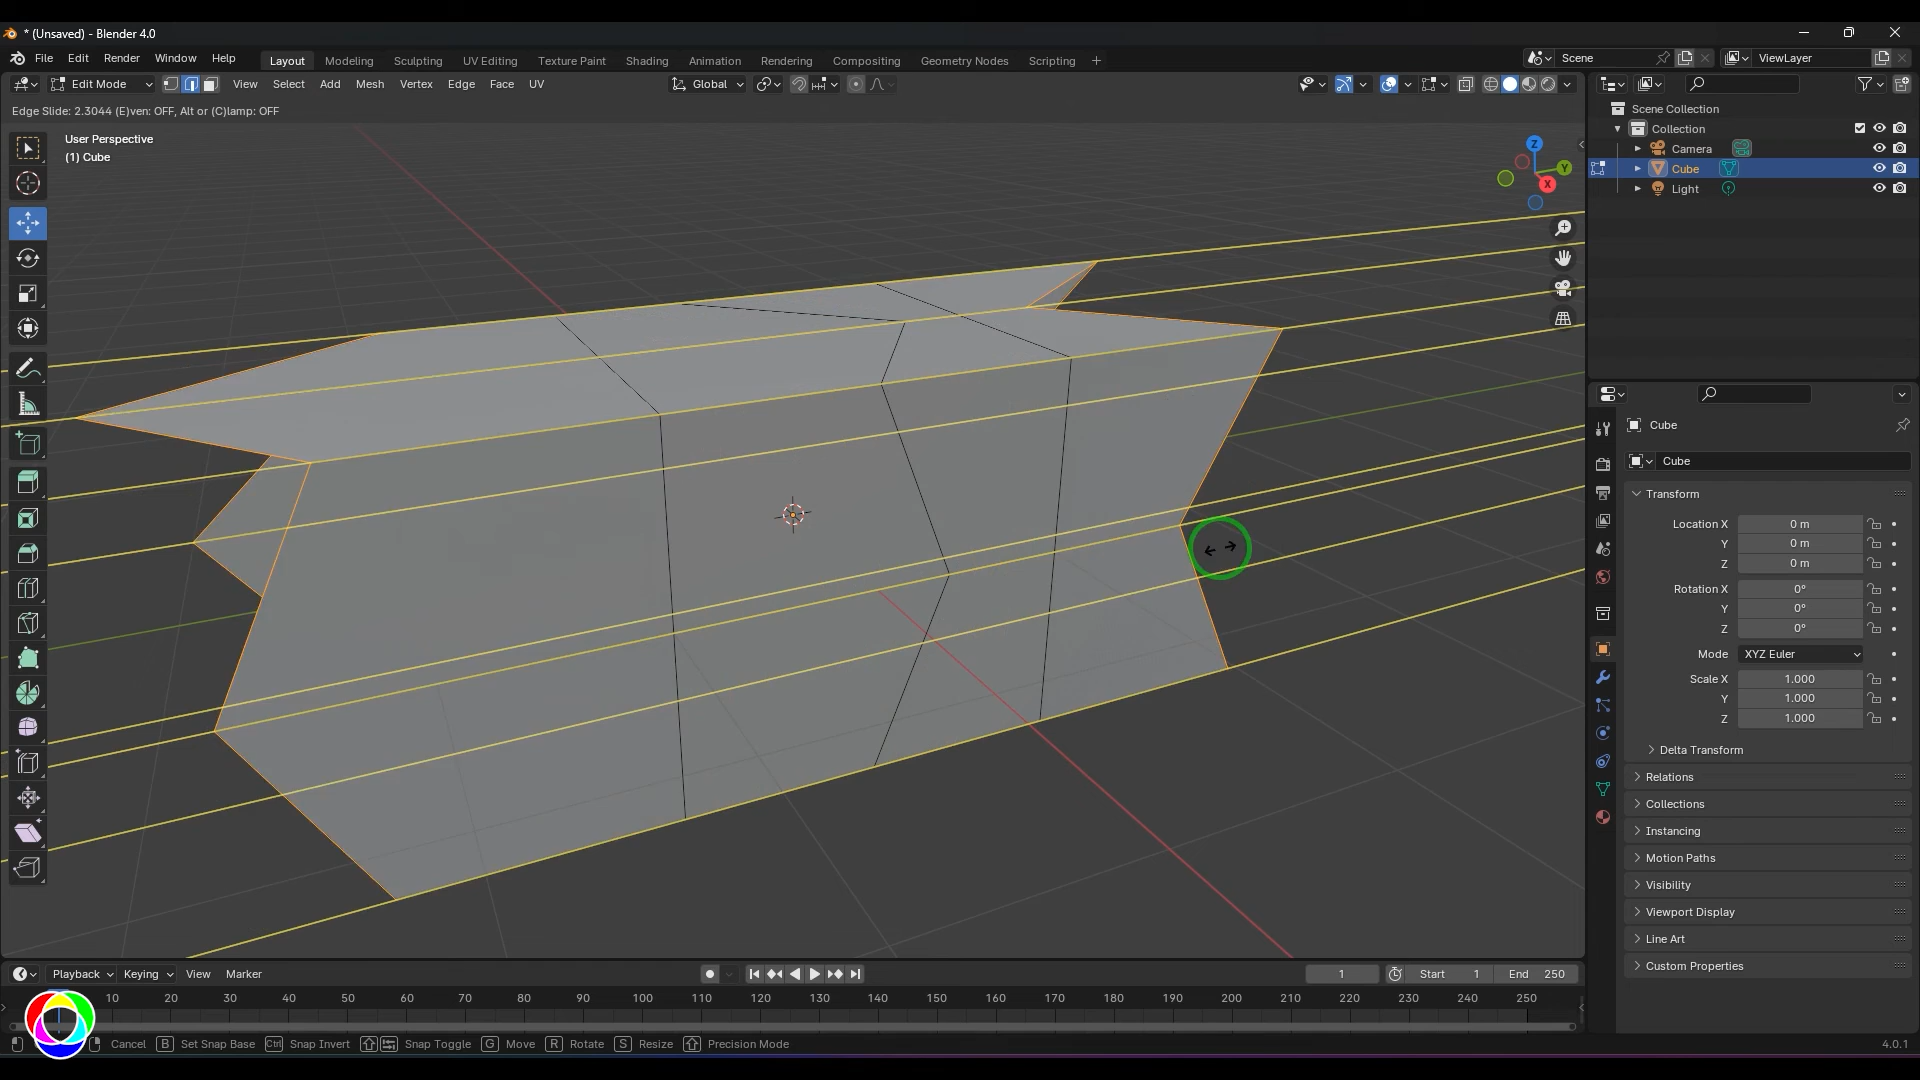 * (Unsaved) - Blender 4.0
File Edit Render Window Help Layout Modeling Sculpting UV Editing Texture Paint Shading Animation Rendering Compositing Geometry Nodes Scripting + Scene ViewLayer
Edit Mode View Select Add Mesh Vertex Edge Face UV Global
Edge Slide: 2.3044 (E)ven: OFF, Alt or (C)lamp: OFF
User Perspective
(1) Cube
Z
Y
X
Scene Collection
Collection
Camera
Cube
Light
Cube
Cube
Transform
Location X 0 m
Y 0 m
Z 0 m
Rotation X 0°
Y 0°
Z 0°
Mode XYZ Euler
Scale X 1.000
Y 1.000
Z 1.000
Delta Transform
Relations
Collections
Instancing
Motion Paths
Visibility
Viewport Display
Line Art
Custom Properties
Playback Keying View Marker 1 Start 1 End 250
10 20 30 40 50 60 70 80 90 100 110 120 130 140 150 160 170 180 190 200 210 220 230 240 250
Cancel B Set Snap Base Ctrl Snap Invert Snap Toggle G Move R Rotate S Resize Precision Mode 4.0.1